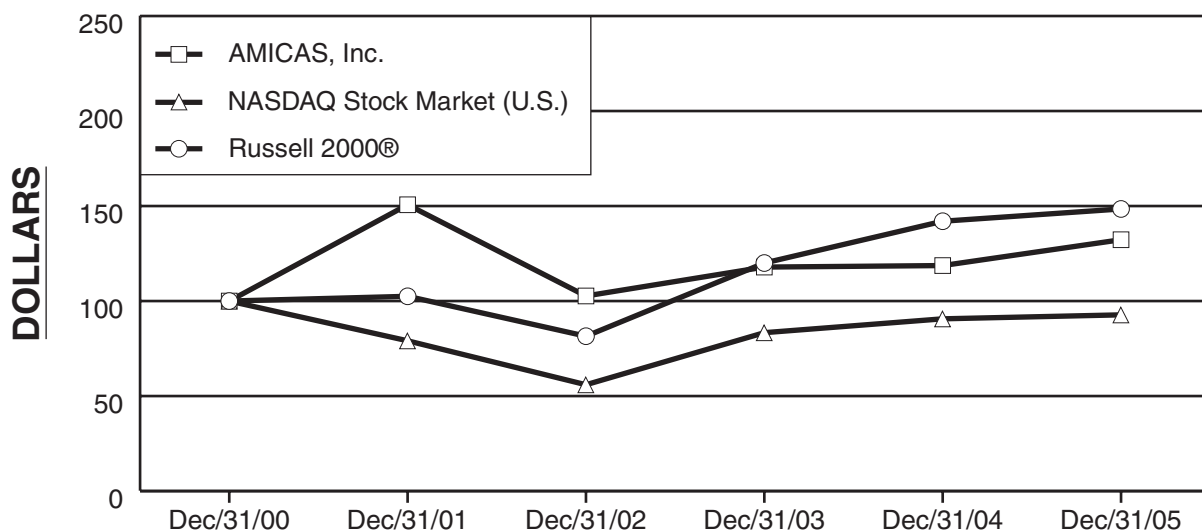 250
200
150
100
50
0
DOLLARS
AMICAS, Inc.
NASDAQ Stock Market (U.S.)
Russell 2000®
Dec/31/00 Dec/31/01 Dec/31/02 Dec/31/03 Dec/31/04 Dec/31/05